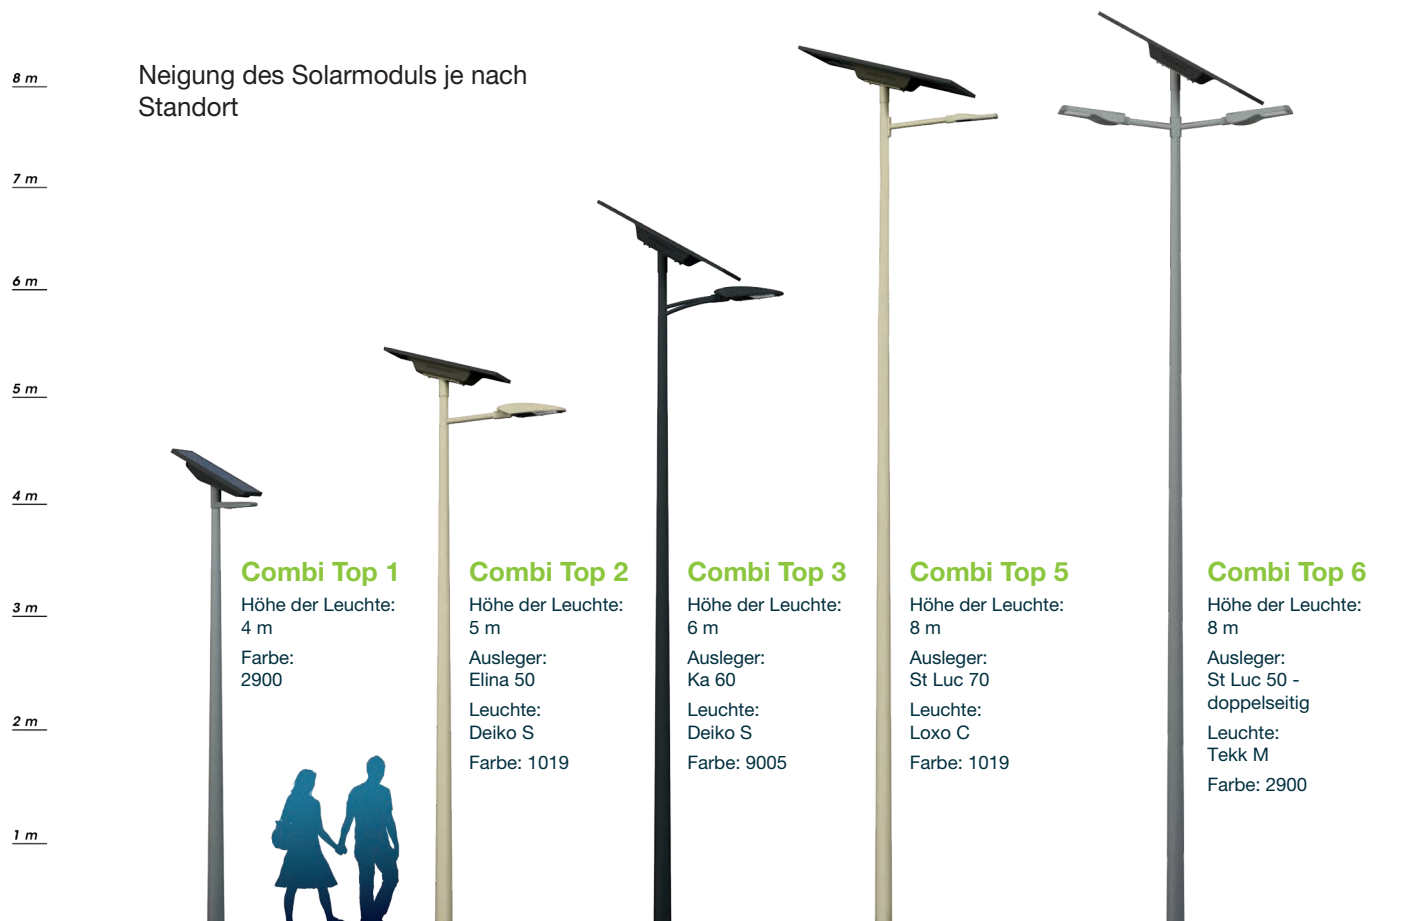 Neigung des Solarmoduls je nach
Standort
8 m
7 m
6 m
5 m
4 m
3 m
2 m
1 m
Combi Top 1
Höhe der Leuchte:
4 m
Farbe:
2900
Combi Top 2
Höhe der Leuchte:
5 m
Ausleger:
Elina 50
Leuchte:
Deiko S
Farbe: 1019
Combi Top 3
Höhe der Leuchte:
6 m
Ausleger:
Ka 60
Leuchte:
Deiko S
Farbe: 9005
Combi Top 5
Höhe der Leuchte:
8 m
Ausleger:
St Luc 70
Leuchte:
Loxo C
Farbe: 1019
Combi Top 6
Höhe der Leuchte:
8 m
Ausleger:
St Luc 50 -
doppelseitig
Leuchte:
Tekk M
Farbe: 2900